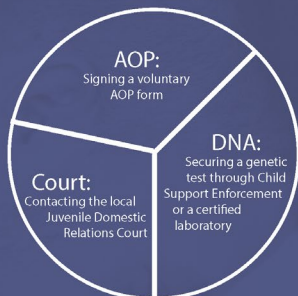 AOP:
Signing a voluntary
AOP form
DNA:
Securing a genetic
test through Child
Support Enforcement
or a certified
laboratory
Court:
Contacting the local
Juvenile Domestic
Relations Court